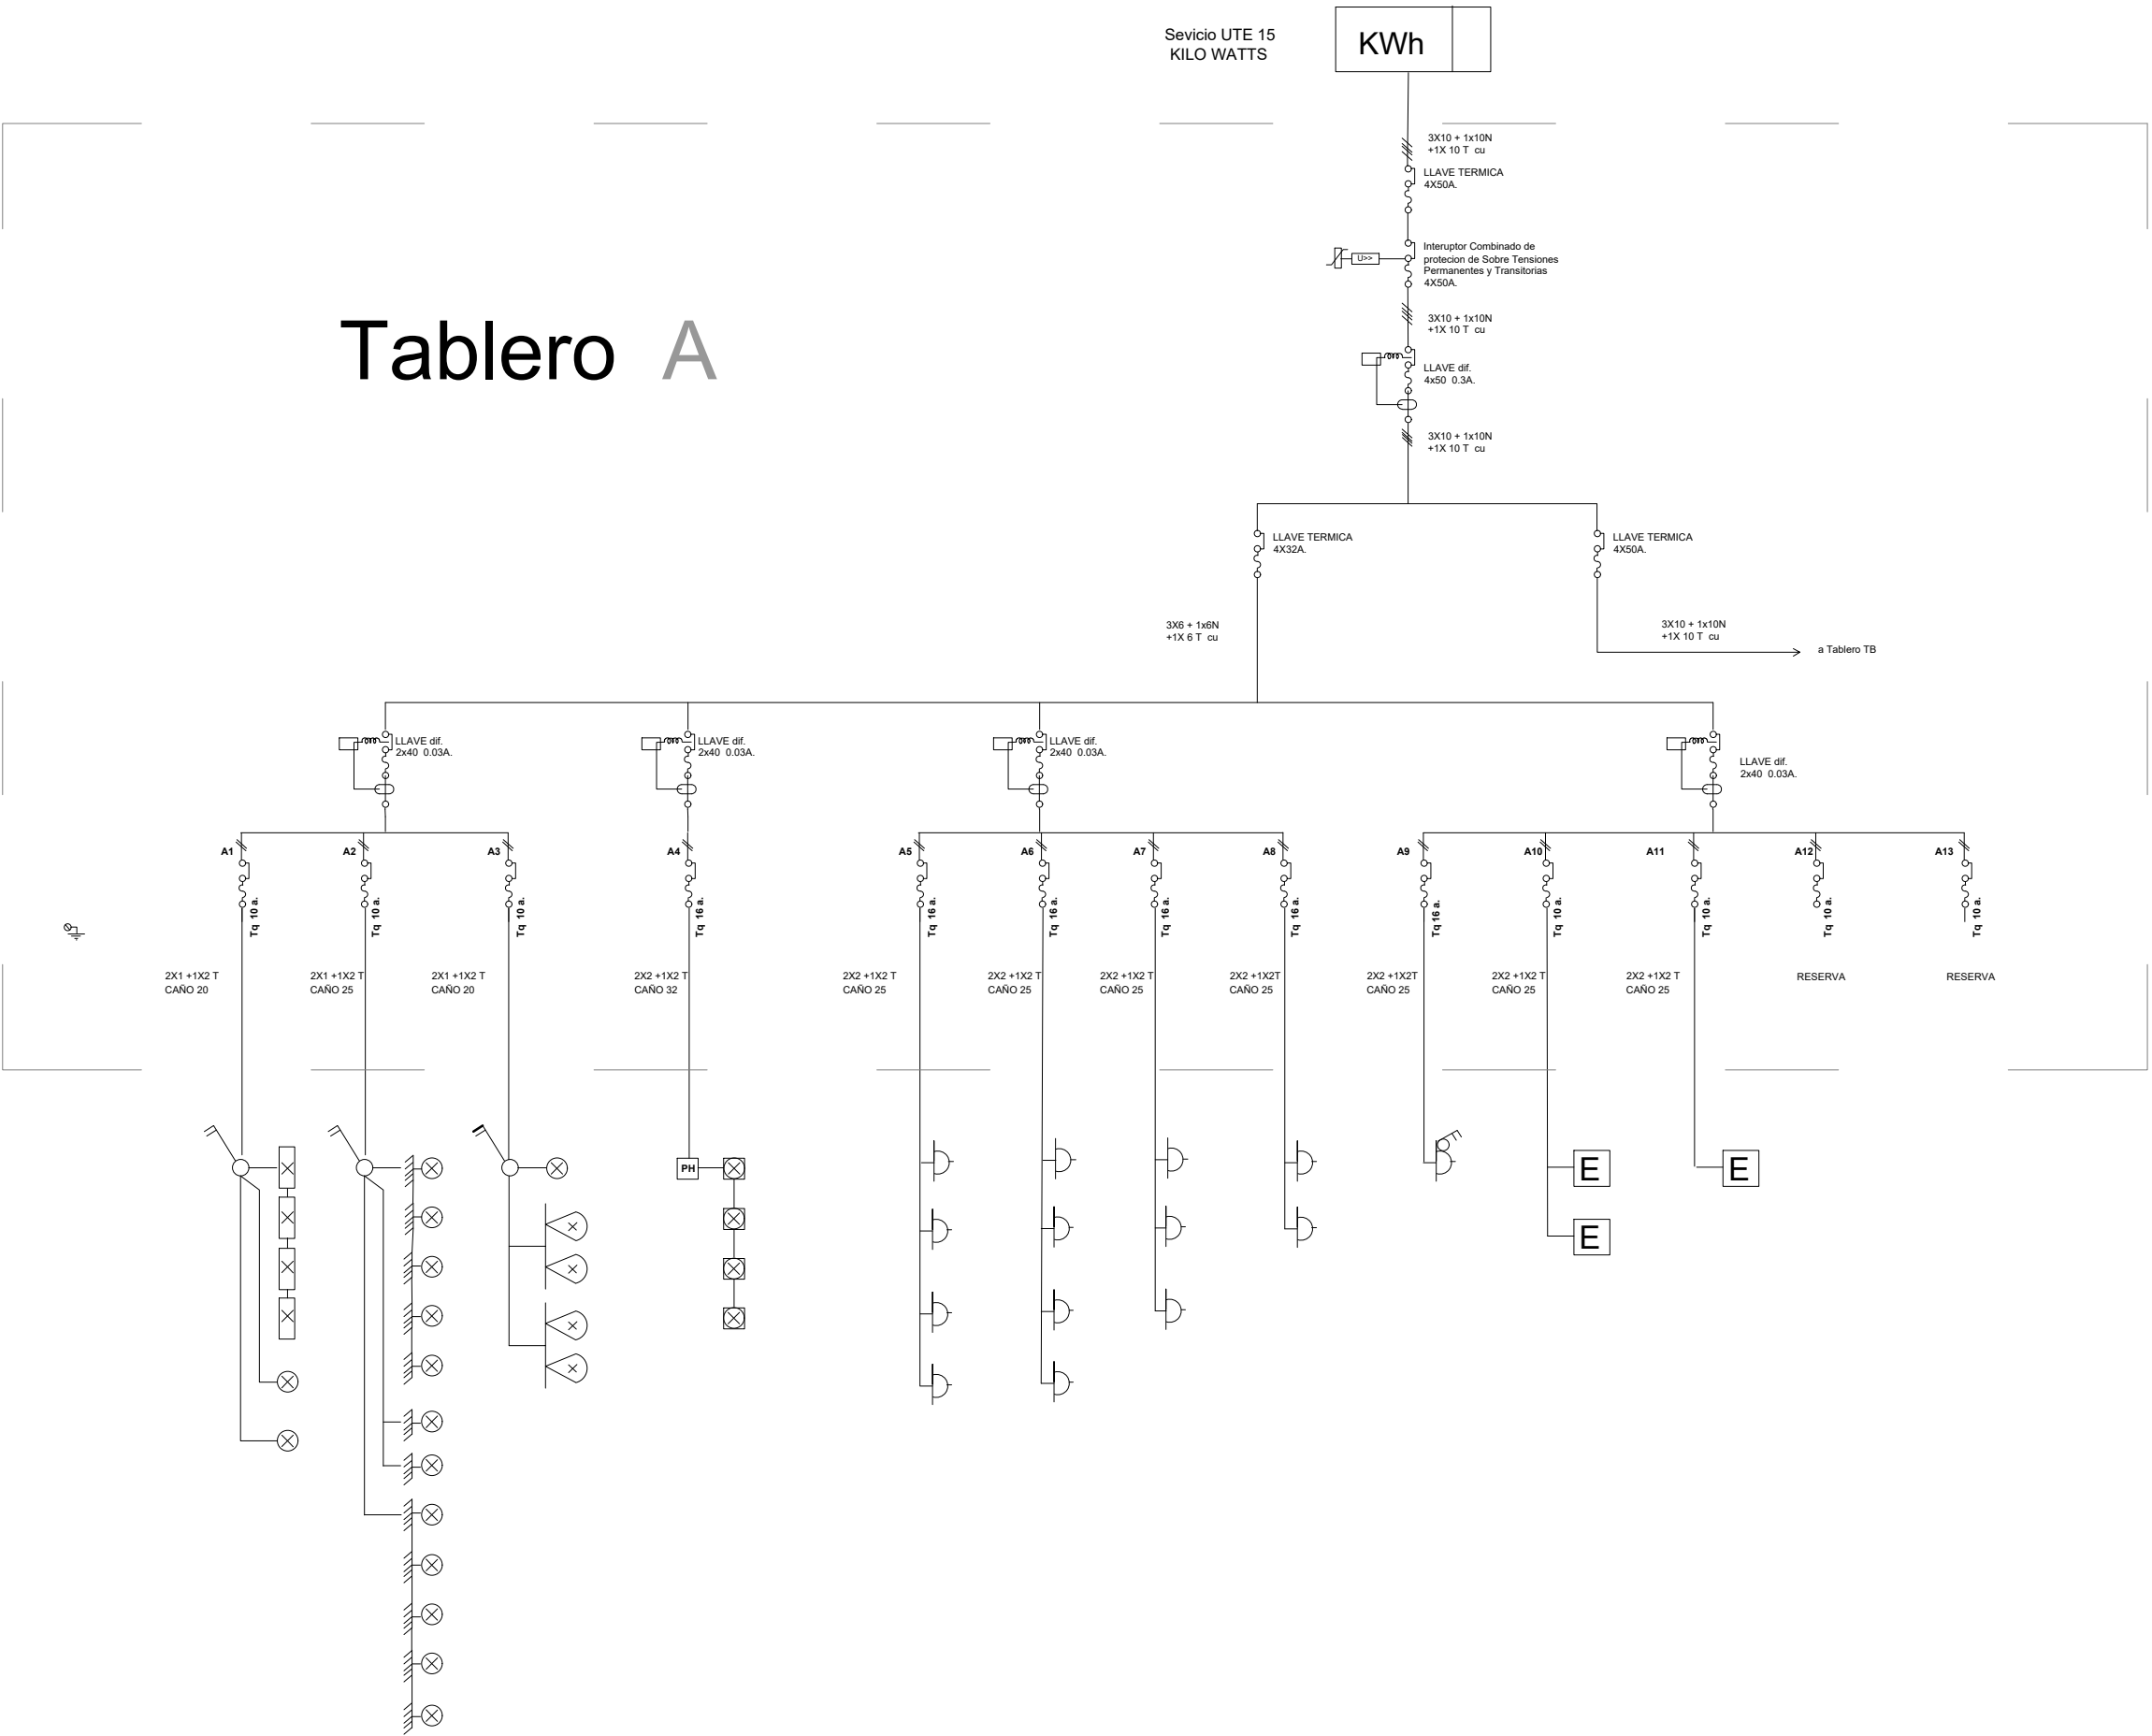 Sevicio UTE 15
KILO WATTS
KWh
3X10 + 1x10N
+1X 10 T cu
LLAVE TERMICA
4X50A.
U>>
Interuptor Combinado de
protecion de Sobre Tensiones
Permanentes y Transitorias
4X50A.
3X10 + 1x10N
+1X 10 T cu
Tablero A
LLAVE dif.
4x50 0.3A.
3X10 + 1x10N
+1X 10 T cu
LLAVE TERMICA
4X32A.
LLAVE TERMICA
4X50A.
3X6 + 1x6N
+1X 6 T cu
3X10 + 1x10N
+1X 10 T cu
a Tablero TB
LLAVE dif.
2x40 0.03A.
LLAVE dif.
2x40 0.03A.
LLAVE dif.
2x40 0.03A.
LLAVE dif.
2x40 0.03A.
A1
A2
A3
A4
A5
A6
A7
A8
A9
A10
A11
A12
A13
Tq 10 a.
Tq 10 a.
Tq 10 a.
Tq 16 a.
Tq 16 a.
Tq 16 a.
Tq 16 a.
Tq 16 a.
Tq 16 a.
Tq 10 a.
Tq 10 a.
Tq 10 a.
Tq 10 a.
2X1 +1X2 T
CAÑO 20
2X1 +1X2 T
CAÑO 25
2X1 +1X2 T
CAÑO 20
2X2 +1X2 T
CAÑO 32
2X2 +1X2 T
CAÑO 25
2X2 +1X2 T
CAÑO 25
2X2 +1X2 T
CAÑO 25
2X2 +1X2T
CAÑO 25
2X2 +1X2T
CAÑO 25
2X2 +1X2 T
CAÑO 25
2X2 +1X2 T
CAÑO 25
RESERVA
RESERVA
PH
E
E
E